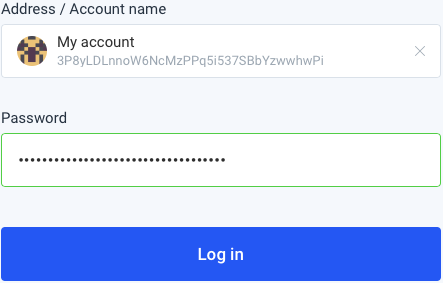 Address / Account name
My account
3P8yLDLnnoW6NcMzPPq5i537SBbYzwwhwPi
Password
Log in